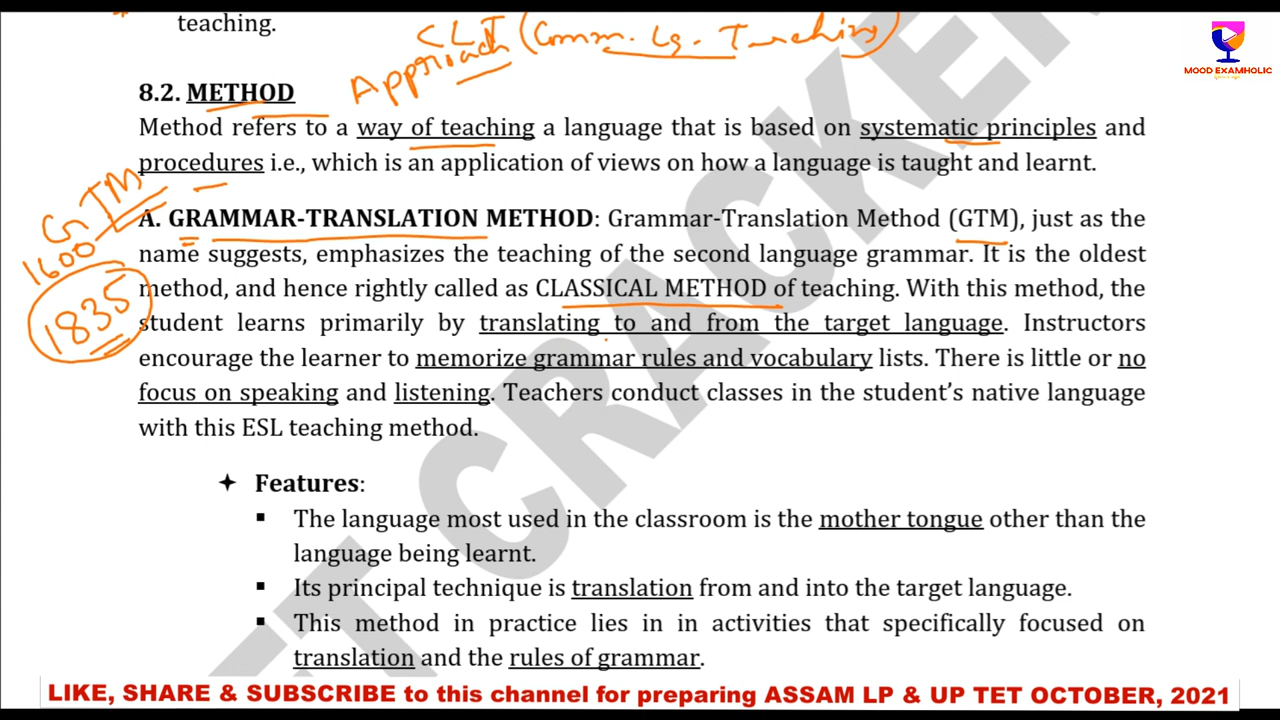 teaching.
CLT (Comm. Lg. Teaching)
Approach
MOOD EXAMHOLIC
8.2. METHOD
Method refers to a way of teaching a language that is based on systematic principles and
procedures i.e., which is an application of views on how a language is taught and learnt.
GTM
1600
1835
A. GRAMMAR-TRANSLATION METHOD: Grammar-Translation Method (GTM), just as the
name suggests, emphasizes the teaching of the second language grammar. It is the oldest
method, and hence rightly called as CLASSICAL METHOD of teaching. With this method, the
student learns primarily by translating to and from the target language. Instructors
encourage the learner to memorize grammar rules and vocabulary lists. There is little or no
focus on speaking and listening. Teachers conduct classes in the student’s native language
with this ESL teaching method.
Features:
▪ The language most used in the classroom is the mother tongue other than the
language being learnt.
▪ Its principal technique is translation from and into the target language.
▪ This method in practice lies in in activities that specifically focused on
translation and the rules of grammar.
ET CRACKER
LIKE, SHARE & SUBSCRIBE to this channel for preparing ASSAM LP & UP TET OCTOBER, 2021